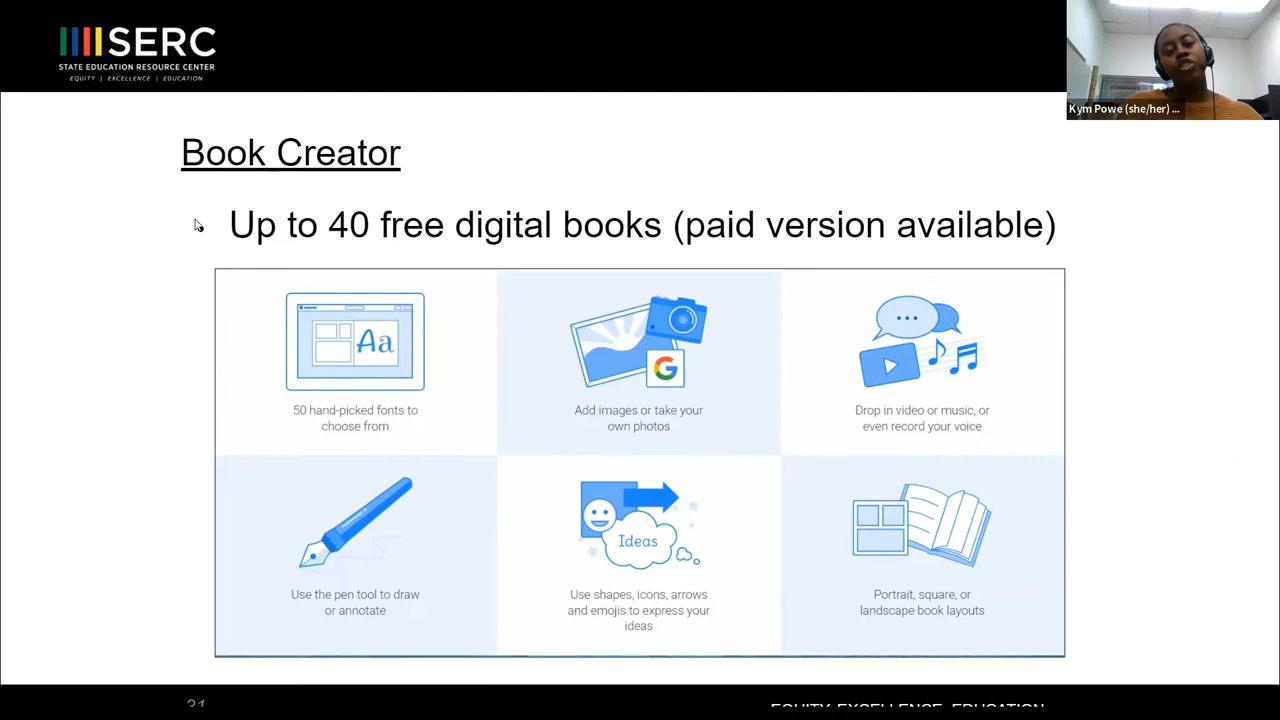 SERC
STATE EDUCATION RESOURCE CENTER
EQUITY | EXCELLENCE | EDUCATION
Kym Powe (she/her) ...
Book Creator
Up to 40 free digital books (paid version available)
Aa
G
50 hand-picked fonts to
choose from
Add images or take your
own photos
Drop in video or music, or
even record your voice
Ideas
Use the pen tool to draw
or annotate
Use shapes, icons, arrows
and emojis to express your
ideas
Portrait, square, or
landscape book layouts
31
EQUITY EXCELLENCE EDUCATION